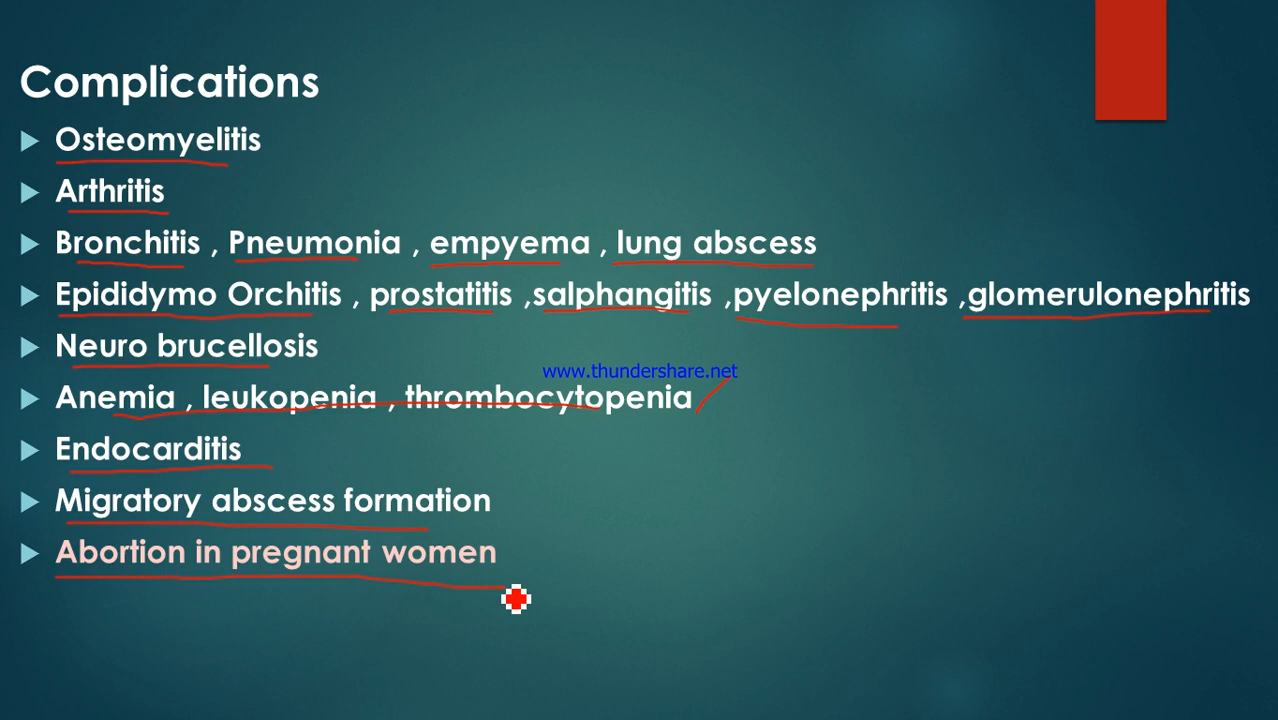 Complications
Osteomyelitis
Arthritis
Bronchitis , Pneumonia , empyema , lung abscess
Epididymo Orchitis , prostatitis ,salphangitis ,pyelonephritis ,glomerulonephritis
Neuro brucellosis
www.thundershare.net
Anemia , leukopenia , thrombocytopenia
Endocarditis
Migratory abscess formation
Abortion in pregnant women